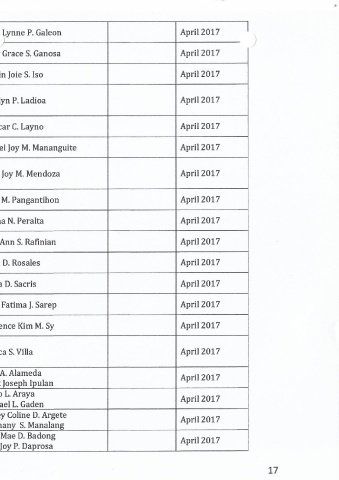 Lynne P. Galeon April 2017
Grace S. Ganosa April 2017
in Joie S. Iso April 2017
lyn P. Ladioa April 2017
car C. Layno April 2017
el Joy M. Mananguite April 2017
Joy M. Mendoza April 2017
M. Pangantihon April 2017
na N. Peralta April 2017
Ann S. Rafinian April 2017
D. Rosales April 2017
a D. Sacris April 2017
Fatima J. Sarep April 2017
ence Kim M. Sy April 2017
ca S. Villa April 2017
A. Alameda
Joseph Ipulan April 2017
o L. Araya
ael L. Gaden April 2017
ey Coline D. Argete
hany S. Manalang April 2017
Mae D. Badong
Joy P. Daprosa April 2017
17